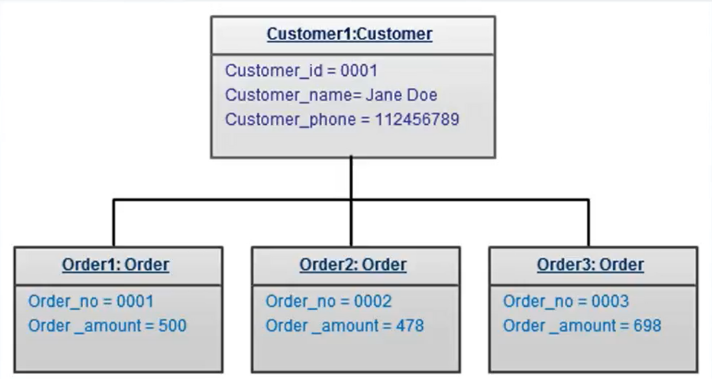 Customer1:Customer
Customer_id = 0001
Customer_name= Jane Doe
Customer_phone = 112456789
Order1: Order
Order_no = 0001
Order _amount = 500
Order2: Order
Order_no = 0002
Order _amount = 478
Order3: Order
Order_no = 0003
Order _amount = 698